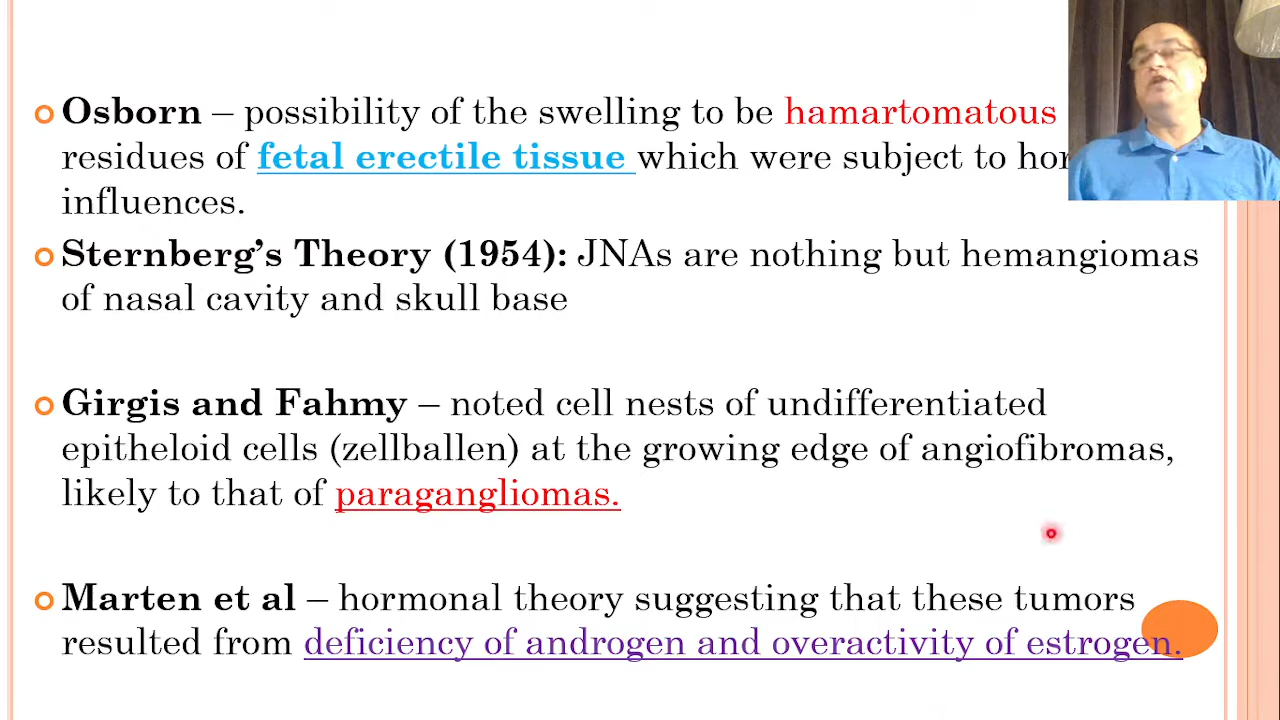 Osborn – possibility of the swelling to be hamartomatous
residues of fetal erectile tissue which were subject to
influences.
Sternberg’s Theory (1954): JNAs are nothing but hemangiomas
of nasal cavity and skull base
Girgis and Fahmy – noted cell nests of undifferentiated
epitheloid cells (zellballen) at the growing edge of angiofibromas,
likely to that of paragangliomas.
Marten et al – hormonal theory suggesting that these tumors
resulted from deficiency of androgen and overactivity of estrogen.